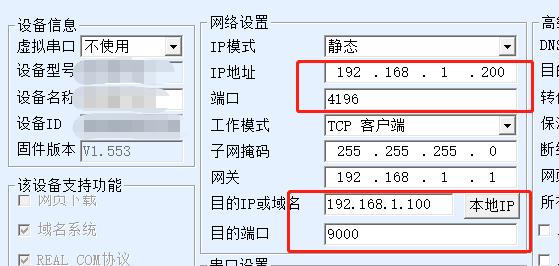 设备信息
虚拟串口 不使用
设备型号
设备名称
设备ID
固件版本 V1.553
该设备支持功能
网页下载
域名系统
REAL COM协议
网络设置
IP模式 静态
IP地址 192 . 168 . 1 . 200
端口 4196
工作模式 TCP 客户端
子网掩码 255 . 255 . 255 . 0
网关 192 . 168 . 1 . 1
目的IP或域名 192.168.1.100 本地IP
目的端口 9000
串口设置
高级
DNS
目的
转化
保活
断线
网页
所有